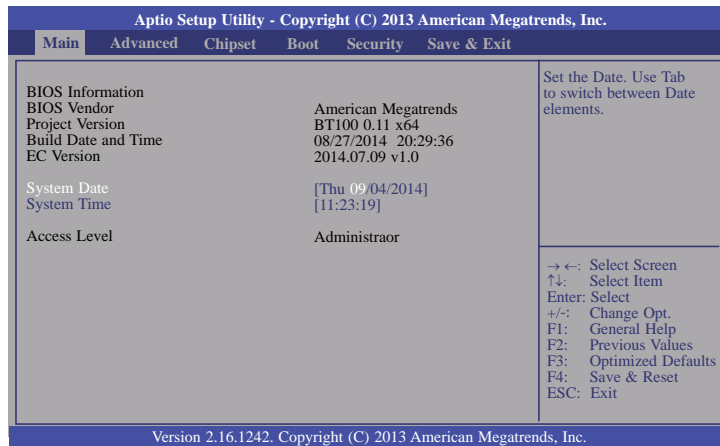 Aptio Setup Utility - Copyright (C) 2013 American Megatrends, Inc.
Main Advanced Chipset Boot Security Save & Exit
BIOS Information
BIOS Vendor American Megatrends
Project Version BT100 0.11 x64
Build Date and Time 08/27/2014 20:29:36
EC Version 2014.07.09 v1.0
System Date [Thu 09/04/2014]
System Time [11:23:19]
Access Level Administraor
Set the Date. Use Tab
to switch between Date
elements.
→←: Select Screen
↑↓: Select Item
Enter: Select
+/-: Change Opt.
F1: General Help
F2: Previous Values
F3: Optimized Defaults
F4: Save & Reset
ESC: Exit
Version 2.16.1242. Copyright (C) 2013 American Megatrends, Inc.